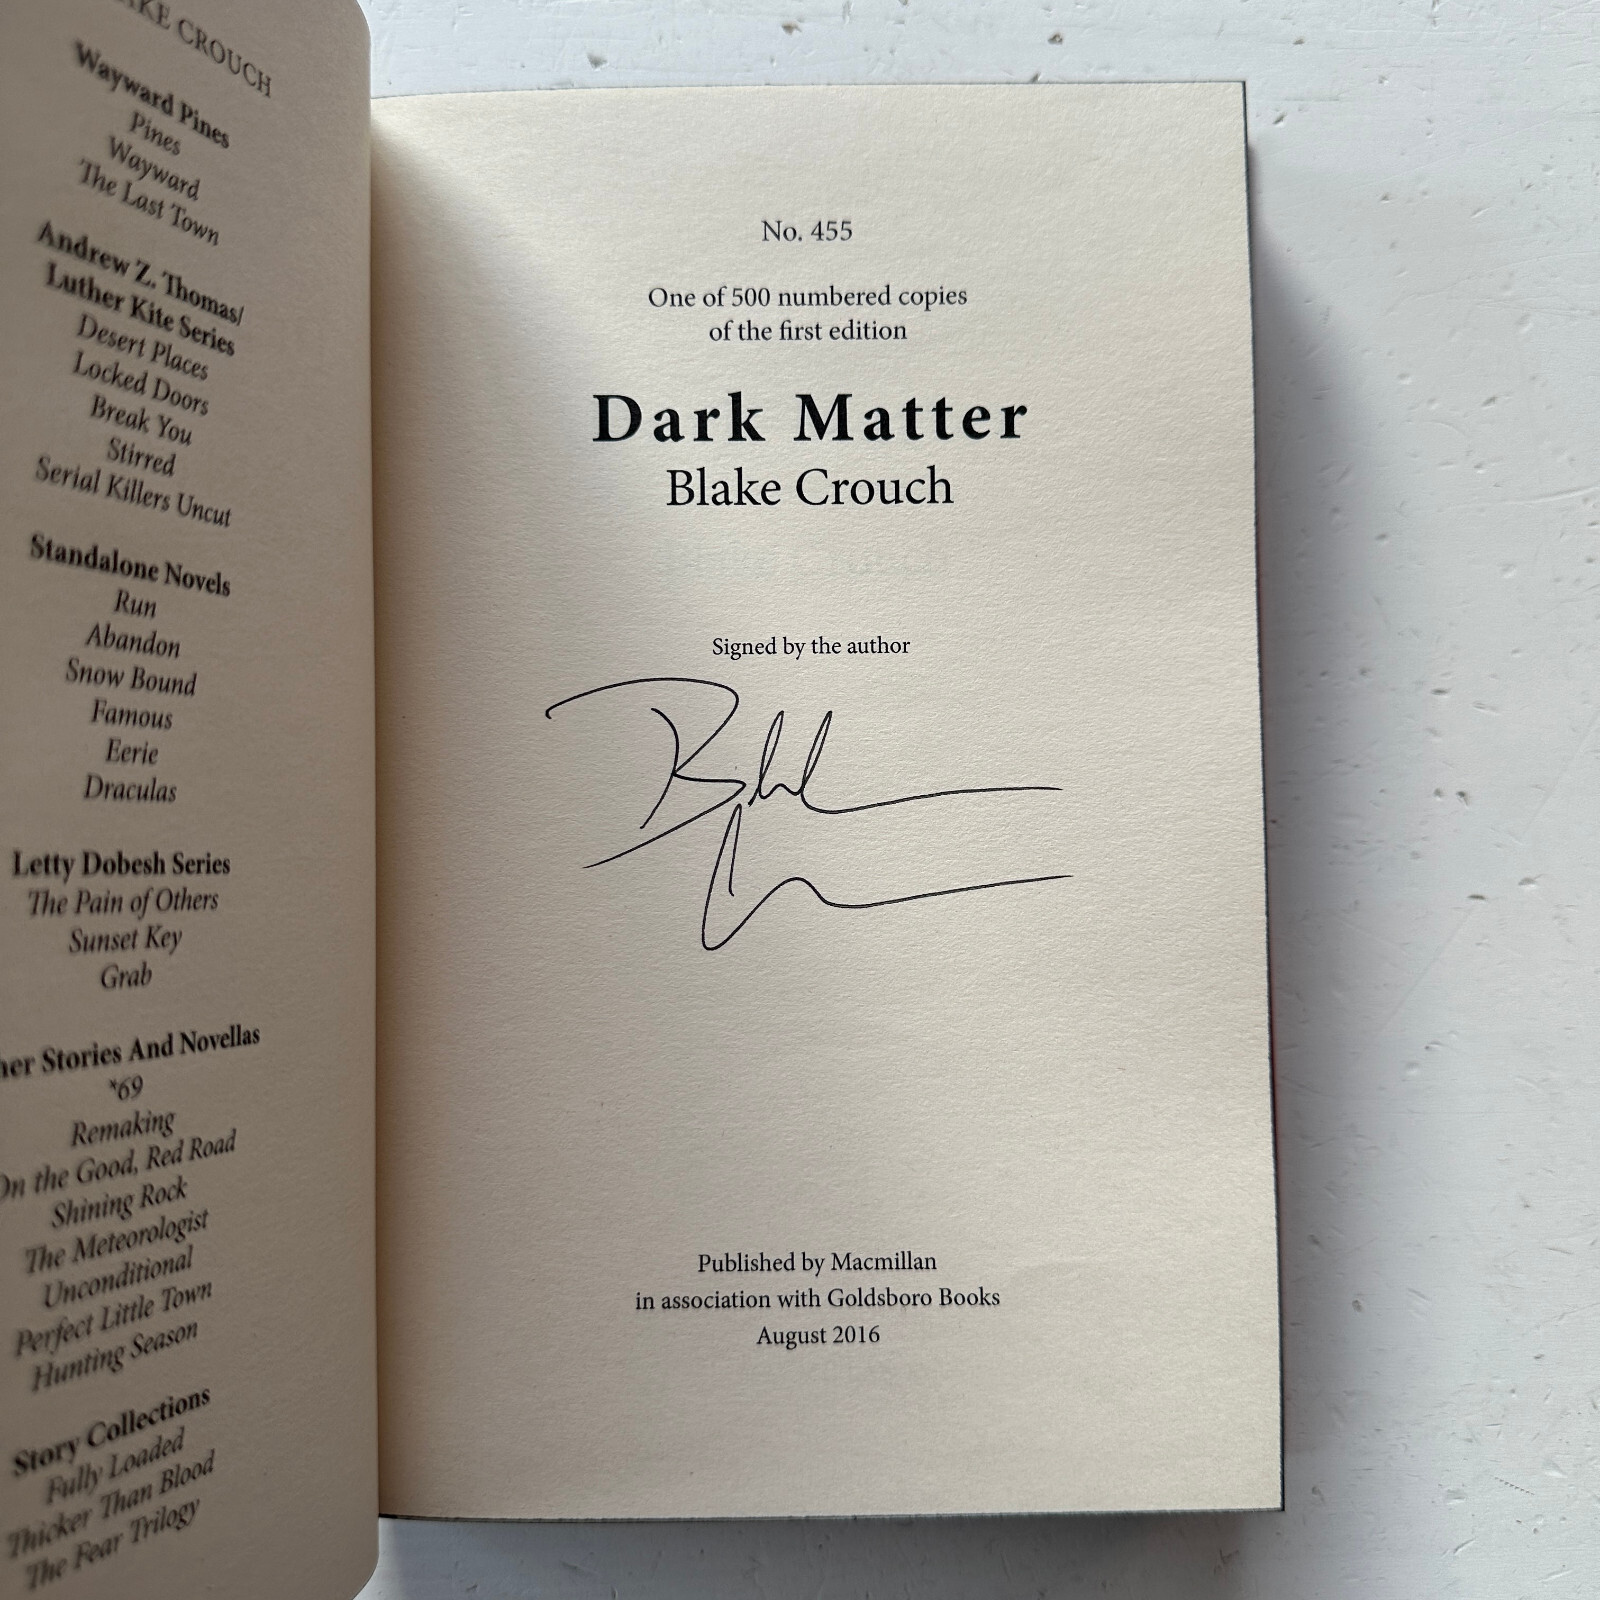 CROUCH
Wayward Pines
Pines
Wayward
The Last Town
Andrew Z. Thomas/
Luther Kite Series
Desert Places
Locked Doors
Break You
Stirred
Serial Killers Uncut
Standalone Novels
Run
Abandon
Snow Bound
Famous
Eerie
Draculas
Letty Dobesh Series
The Pain of Others
Sunset Key
Grab
Stories And Novellas
*69
Remaking
On the Good, Red Road
Shining Rock
The Meteorologist
Unconditional
Perfect Little Town
Hunting Season
Story Collections
Fully Loaded
Thicker Than Blood
The Fear Trilogy
No. 455
One of 500 numbered copies
of the first edition
Dark Matter
Blake Crouch
Signed by the author
Published by Macmillan
in association with Goldsboro Books
August 2016